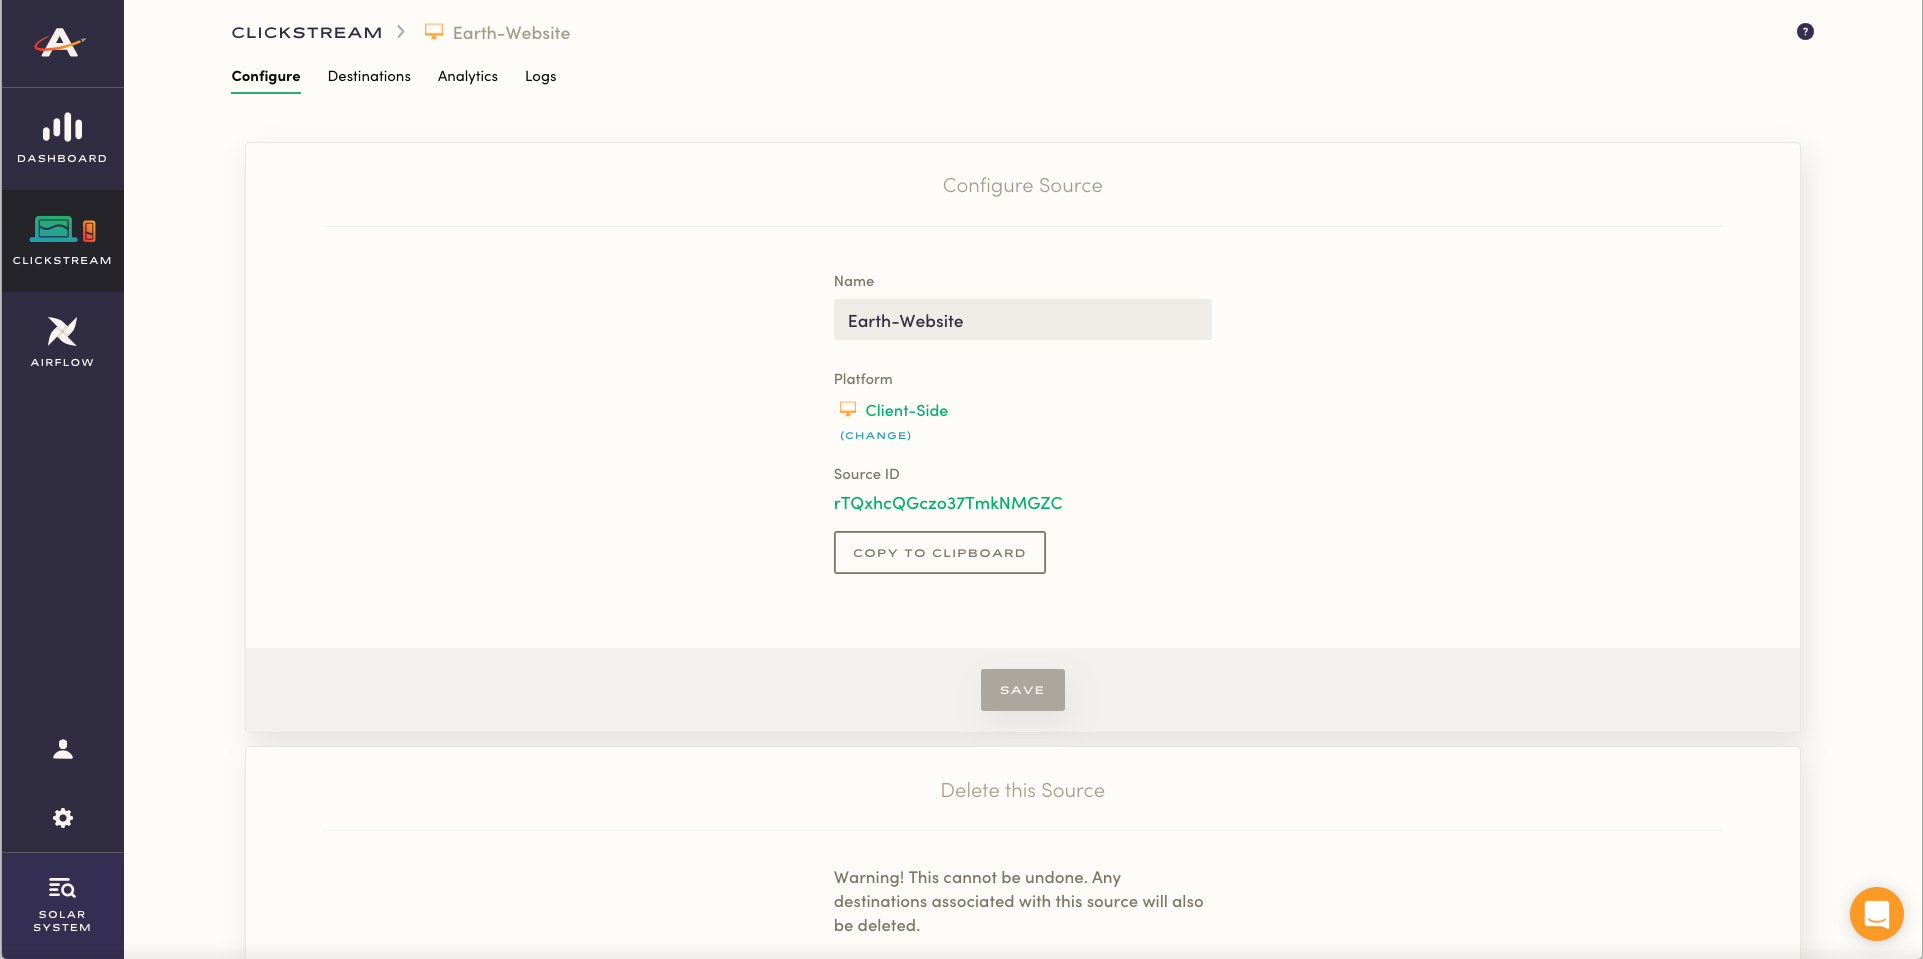 CLICKSTREAM > Earth-Website
?
Configure Destinations Analytics Logs
DASHBOARD
CLICKSTREAM
AIRFLOW
SOLAR
SYSTEM
Configure Source
Name
Earth-Website
Platform
Client-Side
(CHANGE)
Source ID
rTQxhcQGczo37TmkNMGZC
COPY TO CLIPBOARD
SAVE
Delete this Source
Warning! This cannot be undone. Any
destinations associated with this source will also
be deleted.